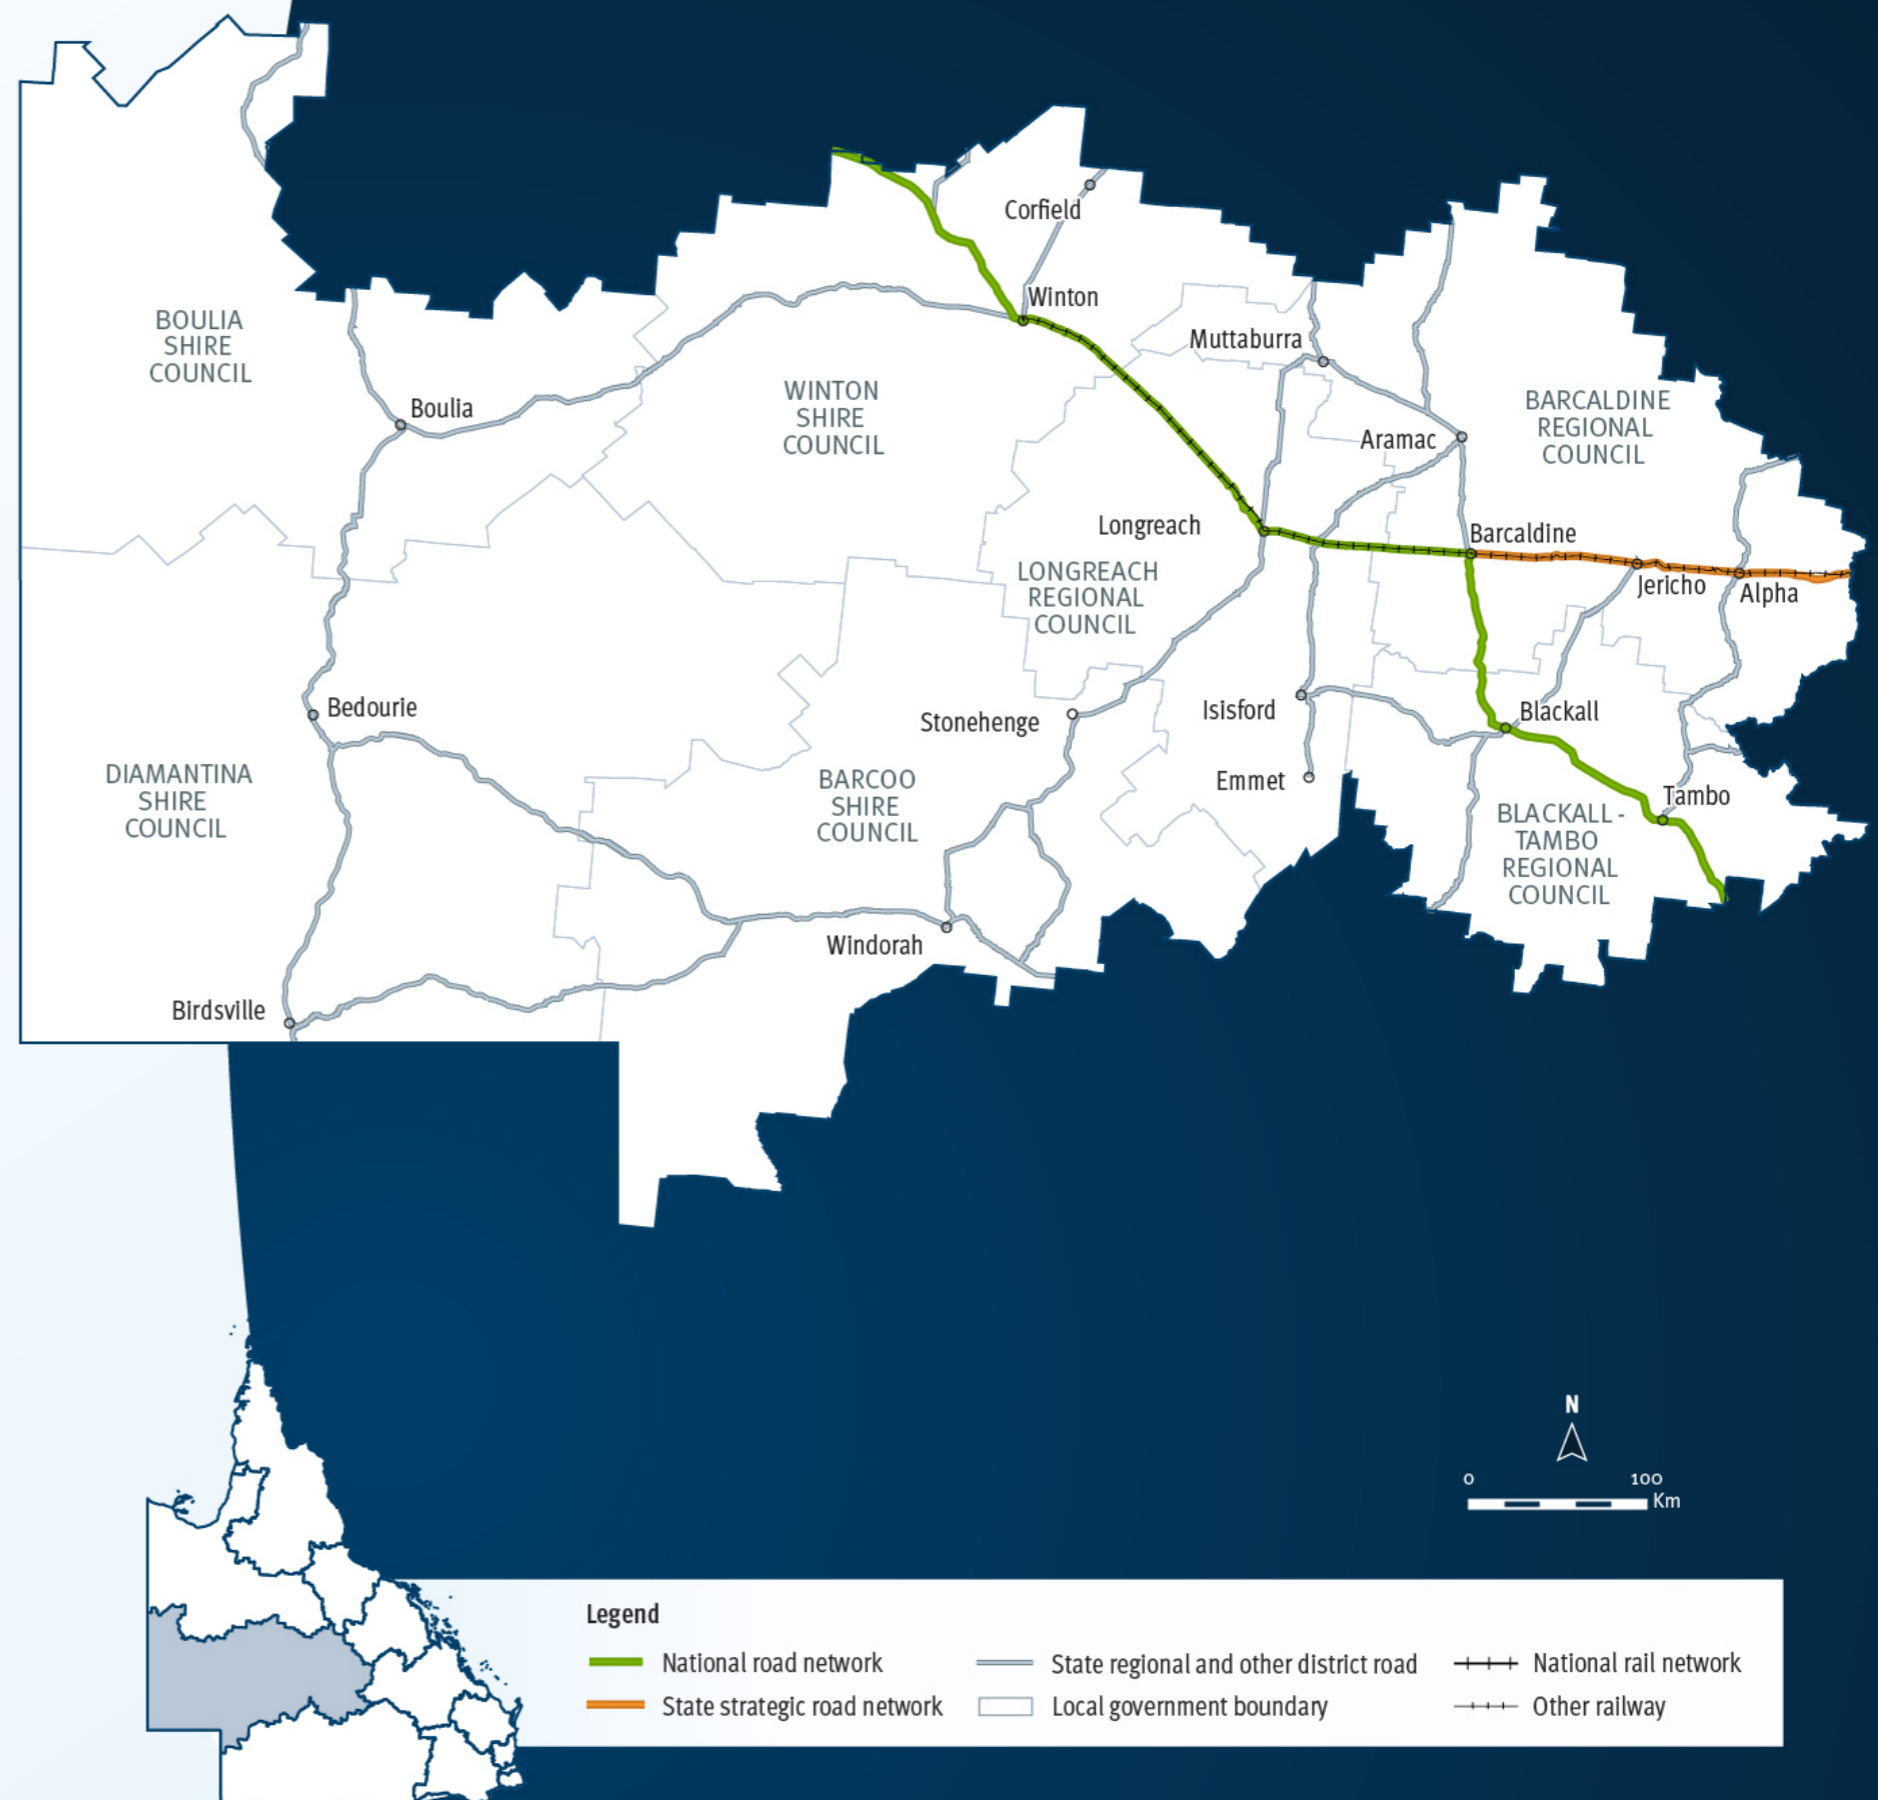 Corfield
Winton
BOULIA
SHIRE
COUNCIL
Muttaburra
WINTON
SHIRE
COUNCIL
Boulia
BARCALDINE
REGIONAL
COUNCIL
Aramac
Longreach
Barcaldine
LONGREACH
REGIONAL
COUNCIL
Jericho
Alpha
Bedourie
Stonehenge
Isisford
Blackall
DIAMANTINA
SHIRE
COUNCIL
BARCOO
SHIRE
COUNCIL
Emmet
Tambo
BLACKALL -
TAMBO
REGIONAL
COUNCIL
Windorah
Birdsville
N
0 100
Km
Legend
National road network
State regional and other district road
National rail network
State strategic road network
Local government boundary
Other railway